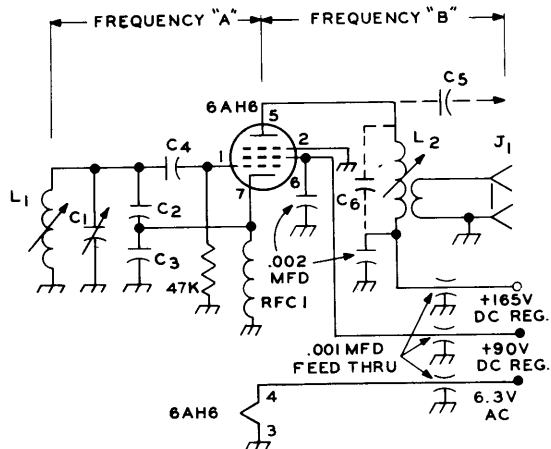 FREQUENCY "A" FREQUENCY "B"
C5
6AH6
5
2
L2
J1
C4
1
C6
7
6
L1
C1
C2
C3
.002
MFD
47K
RFC1
+165V
DC REG.
.001 MFD
FEED THRU
+90V
DC REG.
6.3V
AC
6AH6
4
3